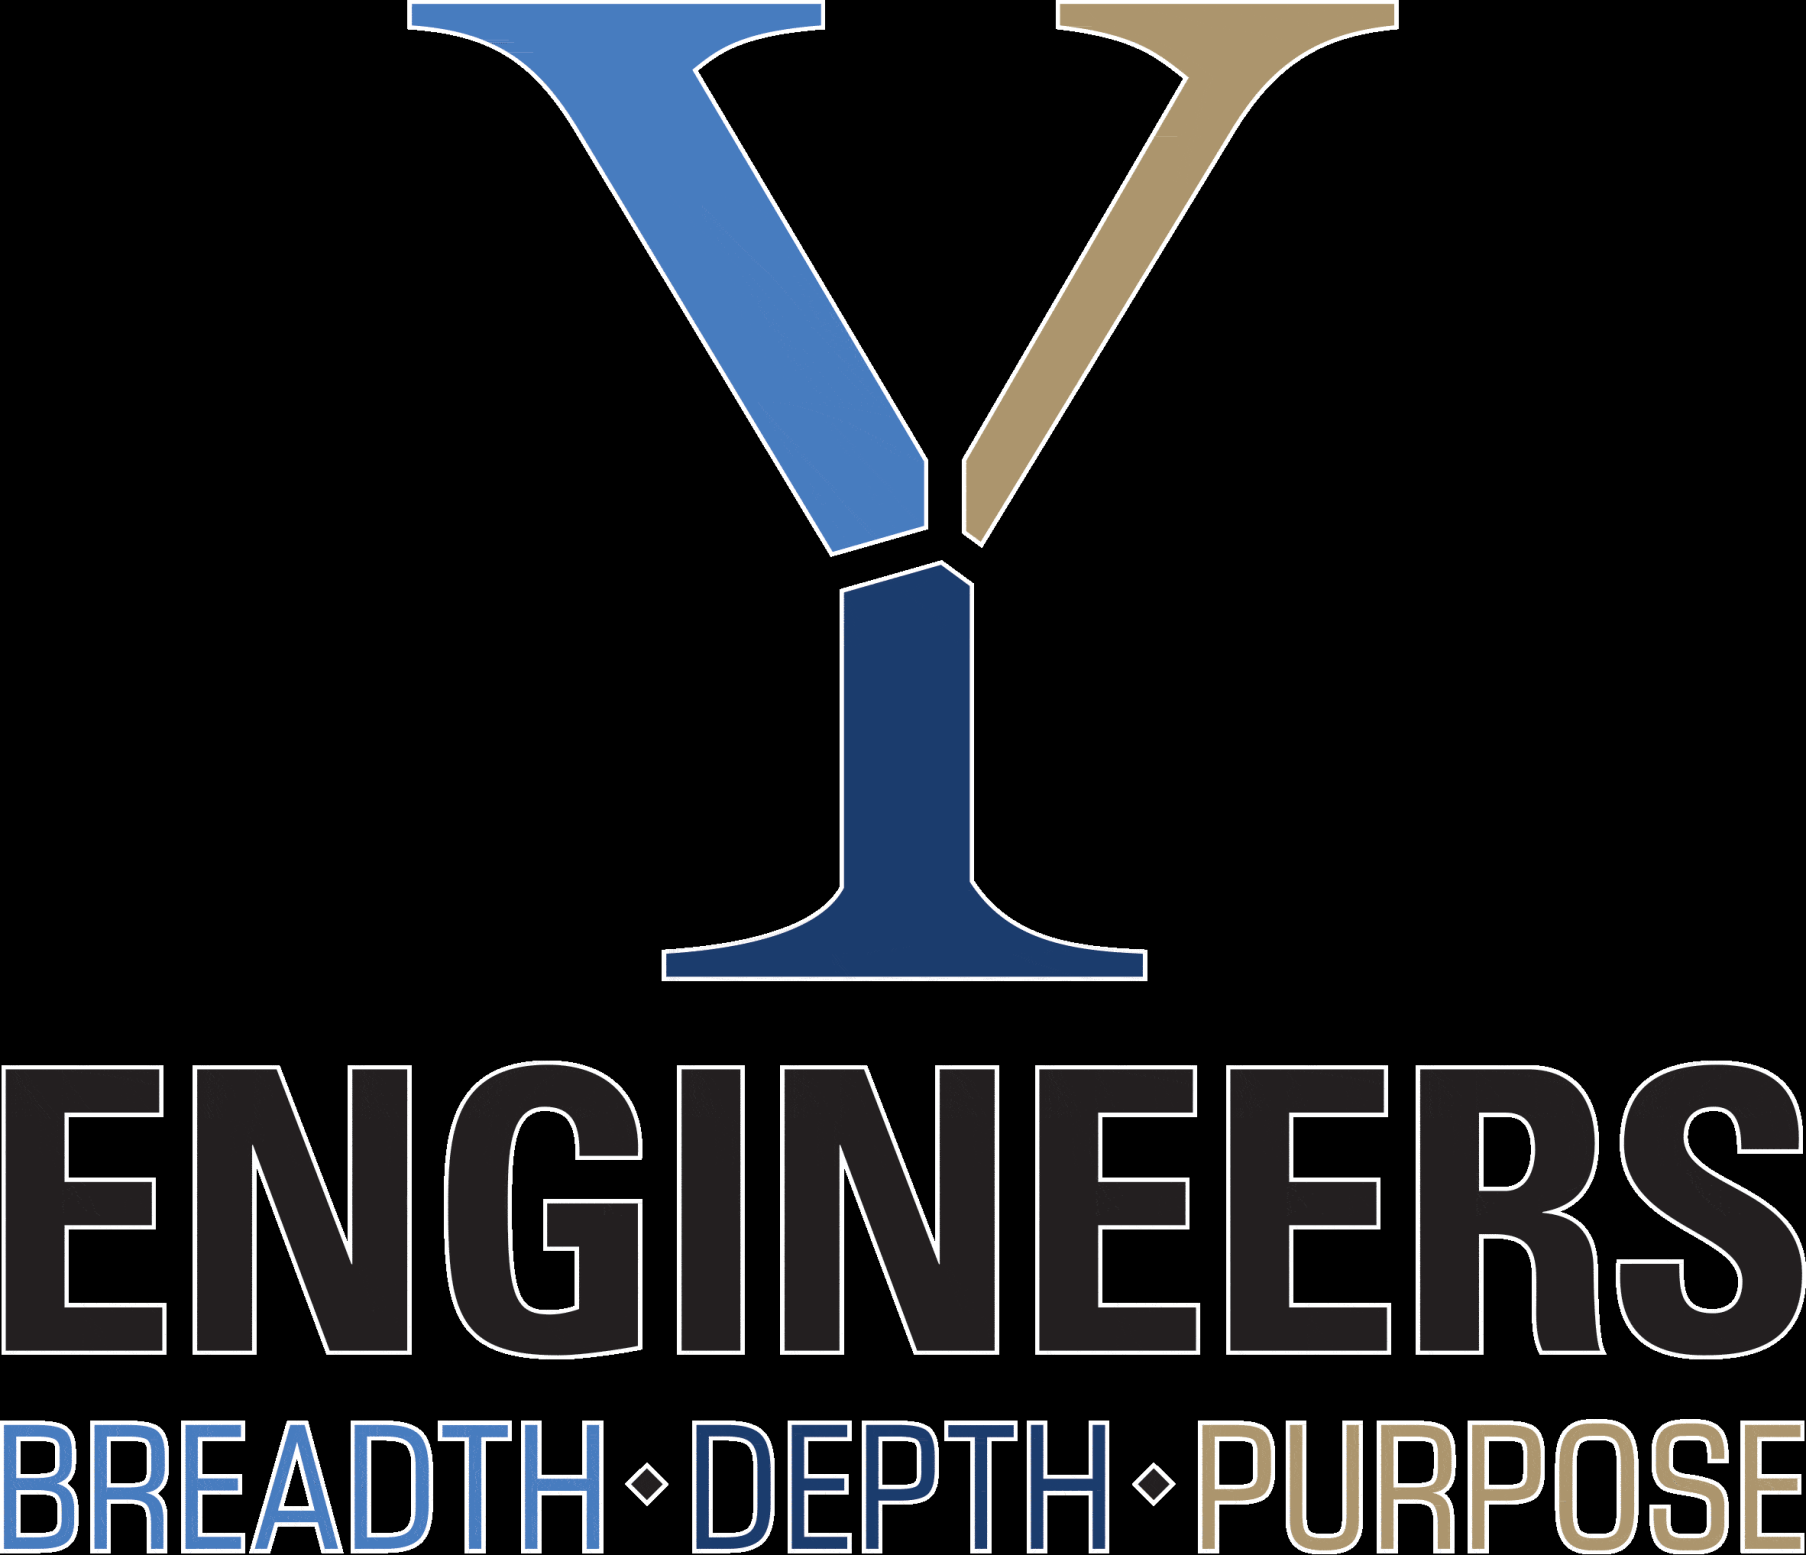 Y
ENGINEERS
BREADTH ◆ DEPTH ◆ PURPOSE